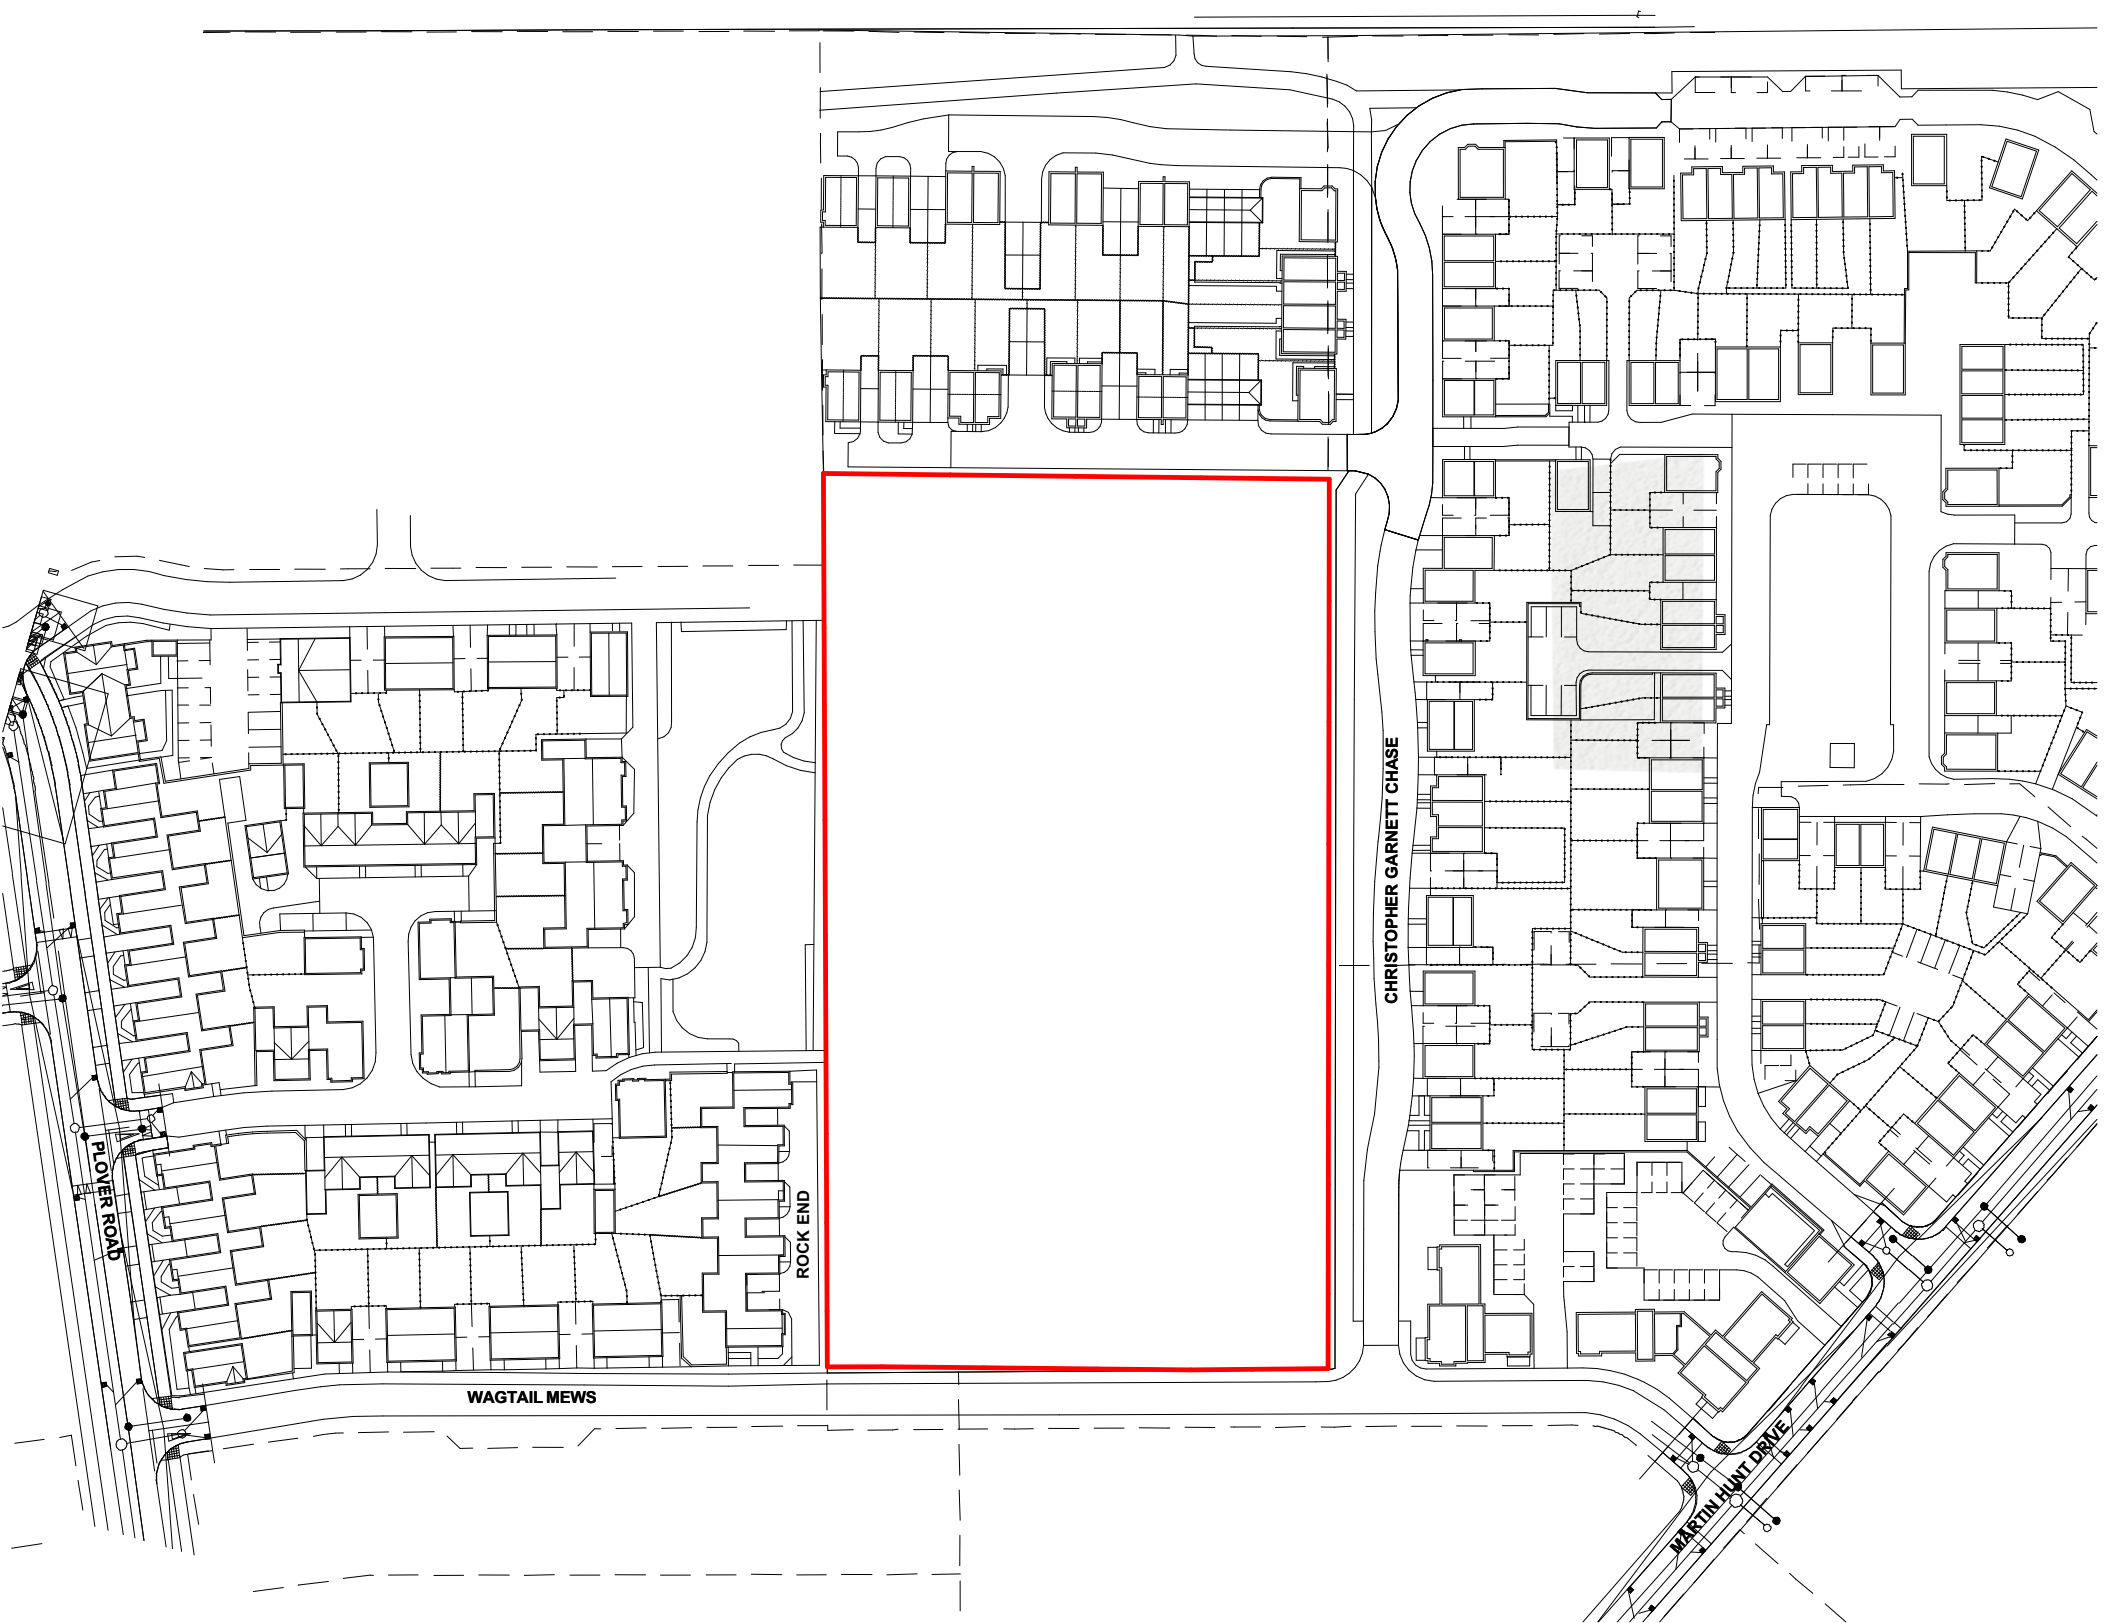 CHRISTOPHER GARNETT CHASE
PLOVER ROAD
ROCK END
WAGTAIL MEWS
MARTIN HUNT DRIVE